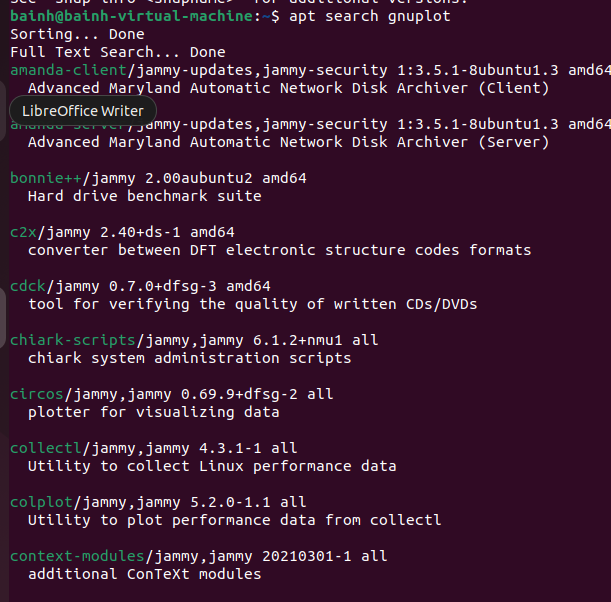 bainh@bainh-virtual-machine:~$ apt search gnuplot
Sorting... Done
Full Text Search... Done
amanda-client/jammy-updates,jammy-security 1:3.5.1-8ubuntu1.3 amd64
Advanced Maryland Automatic Network Disk Archiver (Client)
LibreOffice Writer
amanda-server/jammy-updates,jammy-security 1:3.5.1-8ubuntu1.3 amd64
Advanced Maryland Automatic Network Disk Archiver (Server)
bonnie++/jammy 2.00aubuntu2 amd64
Hard drive benchmark suite
c2x/jammy 2.40+ds-1 amd64
converter between DFT electronic structure codes formats
cdck/jammy 0.7.0+dfsg-3 amd64
tool for verifying the quality of written CDs/DVDs
chiark-scripts/jammy,jammy 6.1.2+nmu1 all
chiark system administration scripts
circos/jammy,jammy 0.69.9+dfsg-2 all
plotter for visualizing data
collectl/jammy,jammy 4.3.1-1 all
Utility to collect Linux performance data
colplot/jammy,jammy 5.2.0-1.1 all
Utility to plot performance data from collectl
context-modules/jammy,jammy 20210301-1 all
additional ConTeXt modules